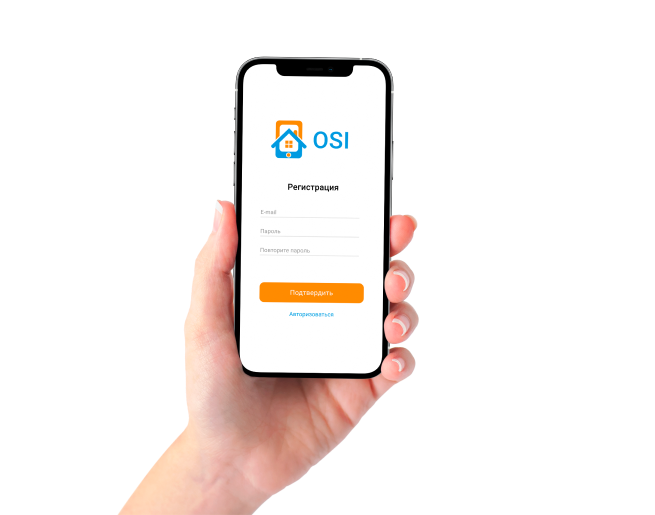 OSI
Регистрация
E-mail
Пароль
Повторите пароль
Подтвердить
Авторизоваться